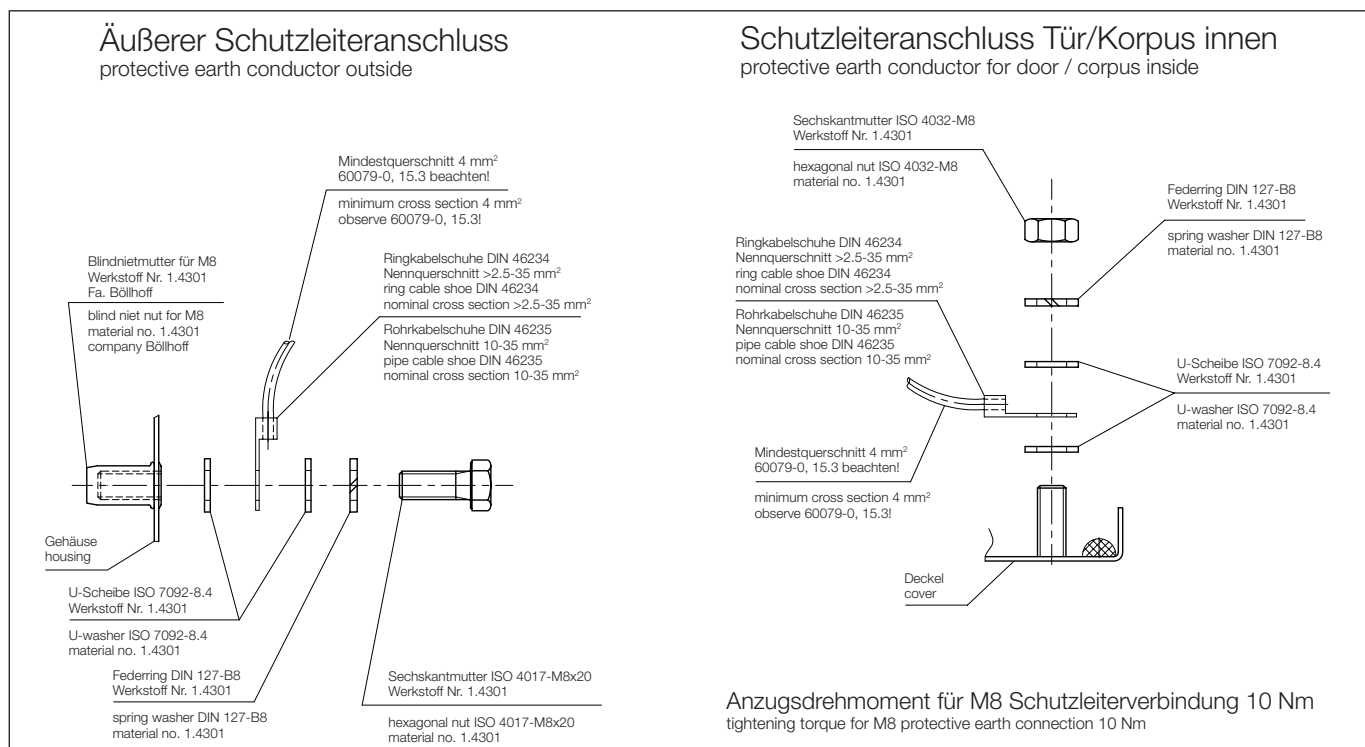 Äußerer Schutzleiteranschluss
protective earth conductor outside
Mindestquerschnitt 4 mm²
60079-0, 15.3 beachten!
minimum cross section 4 mm²
observe 60079-0, 15.3!
Blindnietmutter für M8
Werkstoff Nr. 1.4301
Fa. Böllhoff
blind niet nut for M8
material no. 1.4301
company Böllhoff
Ringkabelschuhe DIN 46234
Nennquerschnitt >2.5-35 mm²
ring cable shoe DIN 46234
nominal cross section >2.5-35 mm²
Rohrkabelschuhe DIN 46235
Nennquerschnitt 10-35 mm²
pipe cable shoe DIN 46235
nominal cross section 10-35 mm²
Gehäuse
housing
U-Scheibe ISO 7092-8.4
Werkstoff Nr. 1.4301
U-washer ISO 7092-8.4
material no. 1.4301
Federring DIN 127-B8
Werkstoff Nr. 1.4301
spring washer DIN 127-B8
material no. 1.4301
Sechskantmutter ISO 4017-M8x20
Werkstoff Nr. 1.4301
hexagonal nut ISO 4017-M8x20
material no. 1.4301
Schutzleiteranschluss Tür/Korpus innen
protective earth conductor for door / corpus inside
Sechskantmutter ISO 4032-M8
Werkstoff Nr. 1.4301
hexagonal nut ISO 4032-M8
material no. 1.4301
Federring DIN 127-B8
Werkstoff Nr. 1.4301
spring washer DIN 127-B8
material no. 1.4301
Ringkabelschuhe DIN 46234
Nennquerschnitt >2.5-35 mm²
ring cable shoe DIN 46234
nominal cross section >2.5-35 mm²
Rohrkabelschuhe DIN 46235
Nennquerschnitt 10-35 mm²
pipe cable shoe DIN 46235
nominal cross section 10-35 mm²
U-Scheibe ISO 7092-8.4
Werkstoff Nr. 1.4301
U-washer ISO 7092-8.4
material no. 1.4301
Mindestquerschnitt 4 mm²
60079-0, 15.3 beachten!
minimum cross section 4 mm²
observe 60079-0, 15.3!
Deckel
cover
Anzugsdrehmoment für M8 Schutzleiterverbindung 10 Nm
tightening torque for M8 protective earth connection 10 Nm